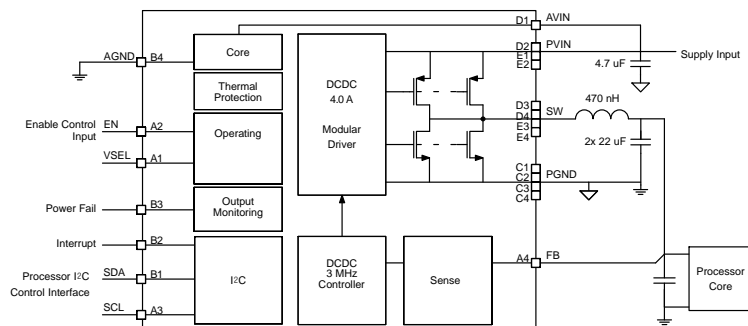 D1 AVIN
D2 PVIN
E1
E2
Supply Input
4.7 uF
AGND B4
Core
Thermal
Protection
DCDC
4.0 A
Modular
Driver
D3
D4 SW
E3
E4
470 nH
2x 22 uF
Enable Control
Input
EN A2
VSEL A1
Operating
C1
C2 PGND
C3
C4
Power Fail B3
Output
Monitoring
Interrupt B2
SDA B1
Processor I2C
Control Interface
SCL A3
I2C
DCDC
3 MHz
Controller
Sense
A4 FB
Processor
Core